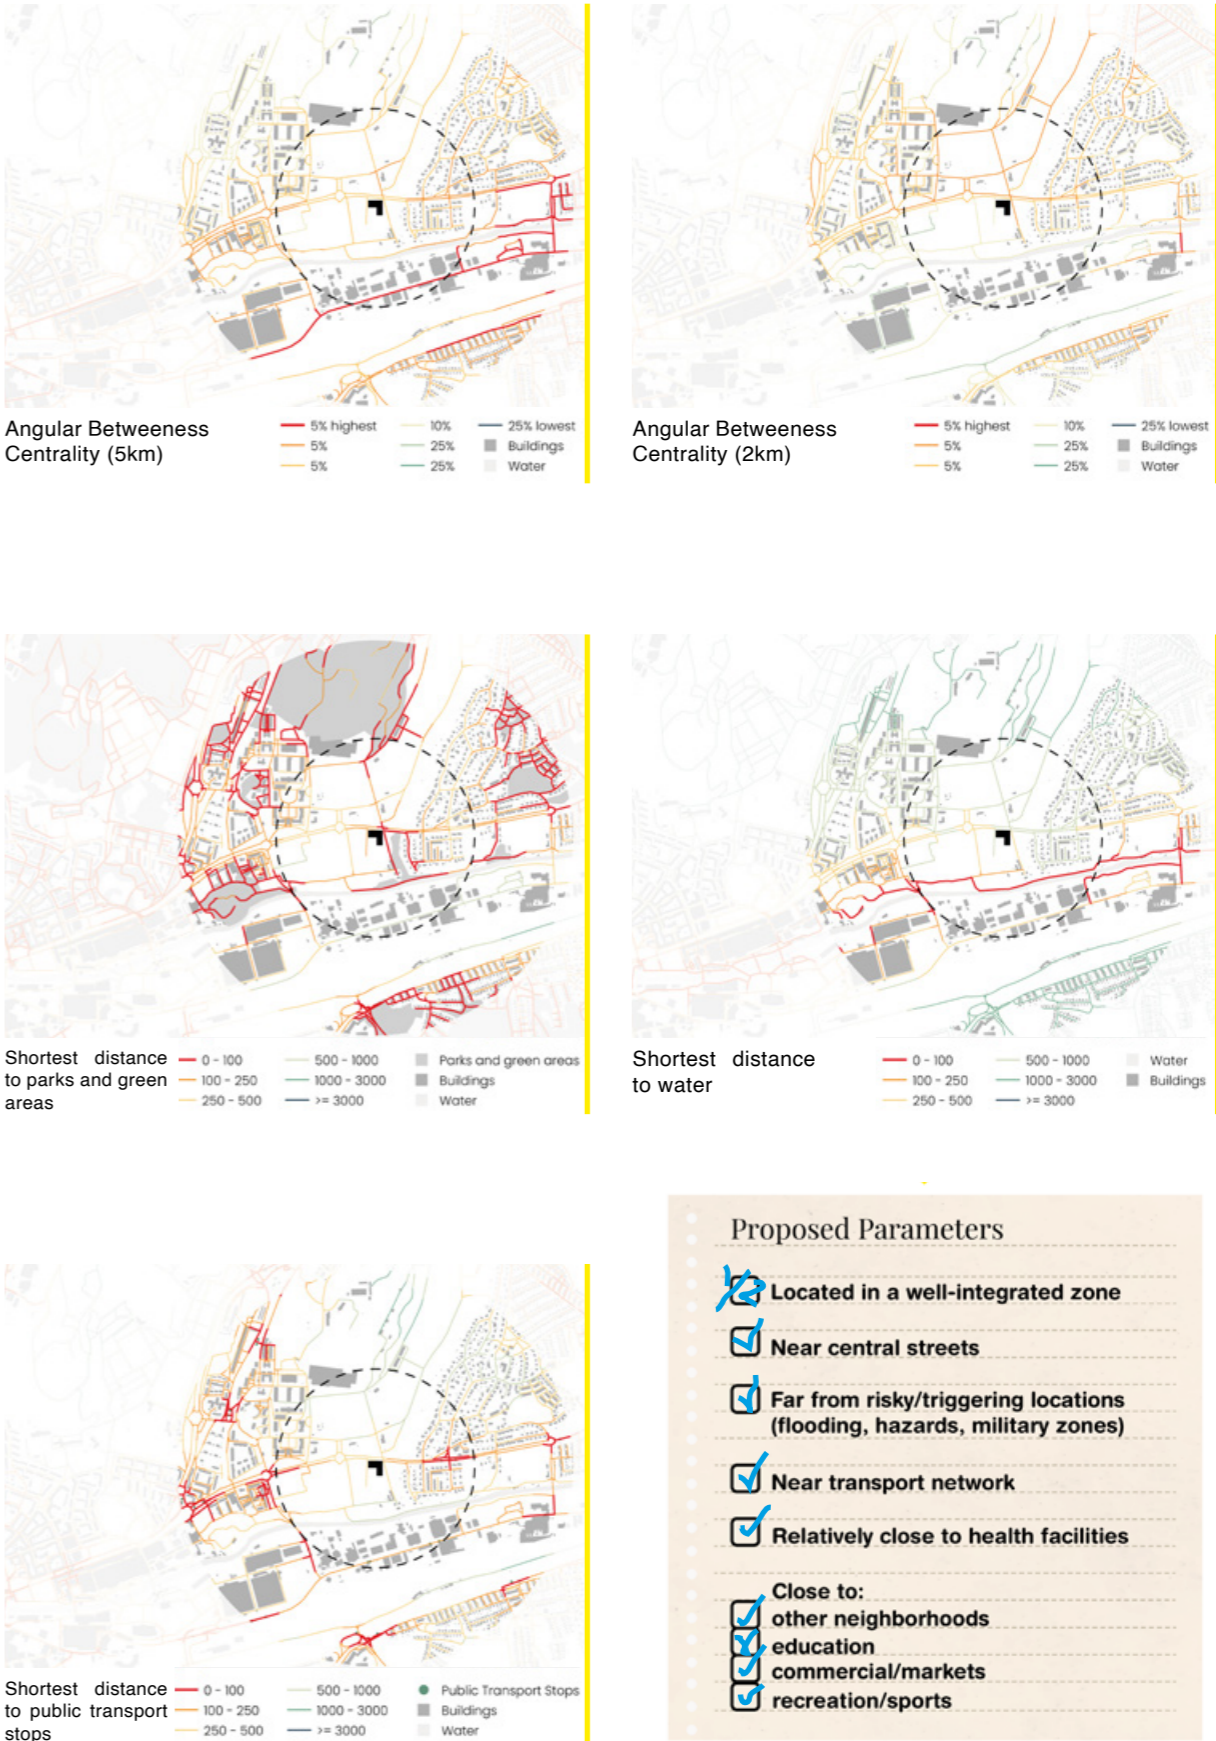 Angular Betweeness
Centrality (5km)
5% highest
5%
5%
10%
25%
25%
25% lowest
Buildings
Water
Angular Betweeness
Centrality (2km)
5% highest
5%
5%
10%
25%
25%
25% lowest
Buildings
Water
Shortest distance
to parks and green
areas
0 - 100
100 - 250
250 - 500
500 - 1000
1000 - 3000
>= 3000
Parks and green areas
Buildings
Water
Shortest distance
to water
0 - 100
100 - 250
250 - 500
500 - 1000
1000 - 3000
>= 3000
Water
Buildings
Shortest distance
to public transport
stops
0 - 100
100 - 250
250 - 500
500 - 1000
1000 - 3000
>= 3000
Public Transport Stops
Buildings
Water
Proposed Parameters
1/2 Located in a well-integrated zone
Near central streets
Far from risky/triggering locations
(flooding, hazards, military zones)
Near transport network
Relatively close to health facilities
Close to:
other neighborhoods
education
commercial/markets
recreation/sports